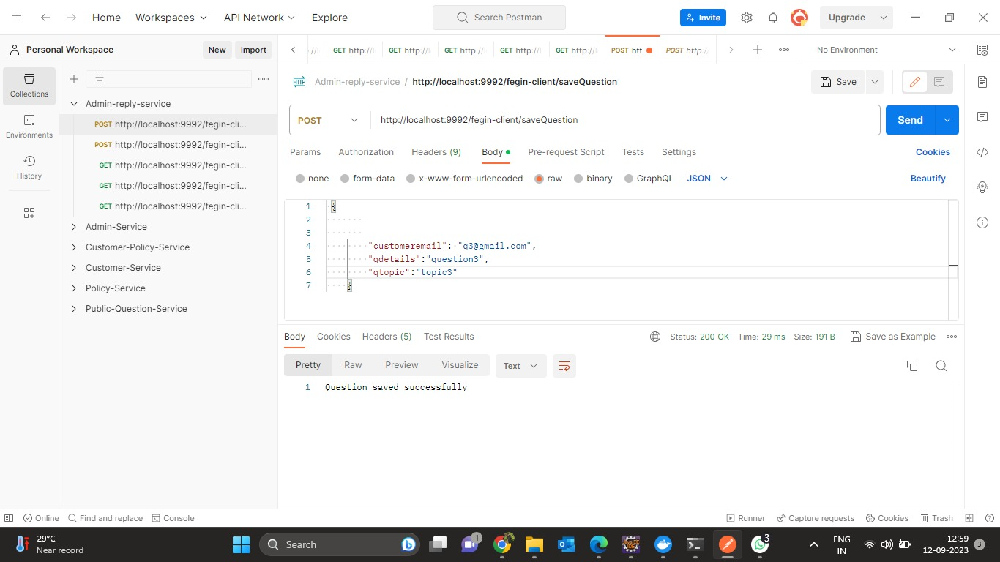 Home Workspaces API Network Explore Search Postman Invite Upgrade
Personal Workspace New Import GET http://l GET http://l GET http://l GET http://l GET http://l POST htt POST http:/ No Environment
Collections
Environments
History
Admin-reply-service
POST http://localhost:9992/fegin-cli...
POST http://localhost:9992/fegin-cli...
GET http://localhost:9992/fegin-cli...
GET http://localhost:9992/fegin-cli...
GET http://localhost:9992/fegin-cli...
Admin-Service
Customer-Policy-Service
Customer-Service
Policy-Service
Public-Question-Service
HTTP Admin-reply-service / http://localhost:9992/fegin-client/saveQuestion Save
POST http://localhost:9992/fegin-client/saveQuestion Send
Params Authorization Headers (9) Body Pre-request Script Tests Settings Cookies
none form-data x-www-form-urlencoded raw binary GraphQL JSON Beautify
1 {
2
3
4 "customeremail": "q3@gmail.com",
5 "qdetails":"question3",
6 "qtopic":"topic3"
7 }
Body Cookies Headers (5) Test Results Status: 200 OK Time: 29 ms Size: 191 B Save as Example
Pretty Raw Preview Visualize Text
1 Question saved successfully
Online Find and replace Console Runner Capture requests Cookies Trash
29°C
Near record
Search
1
Java EE
IDE
3
ENG
IN
12:59
12-09-2023
3